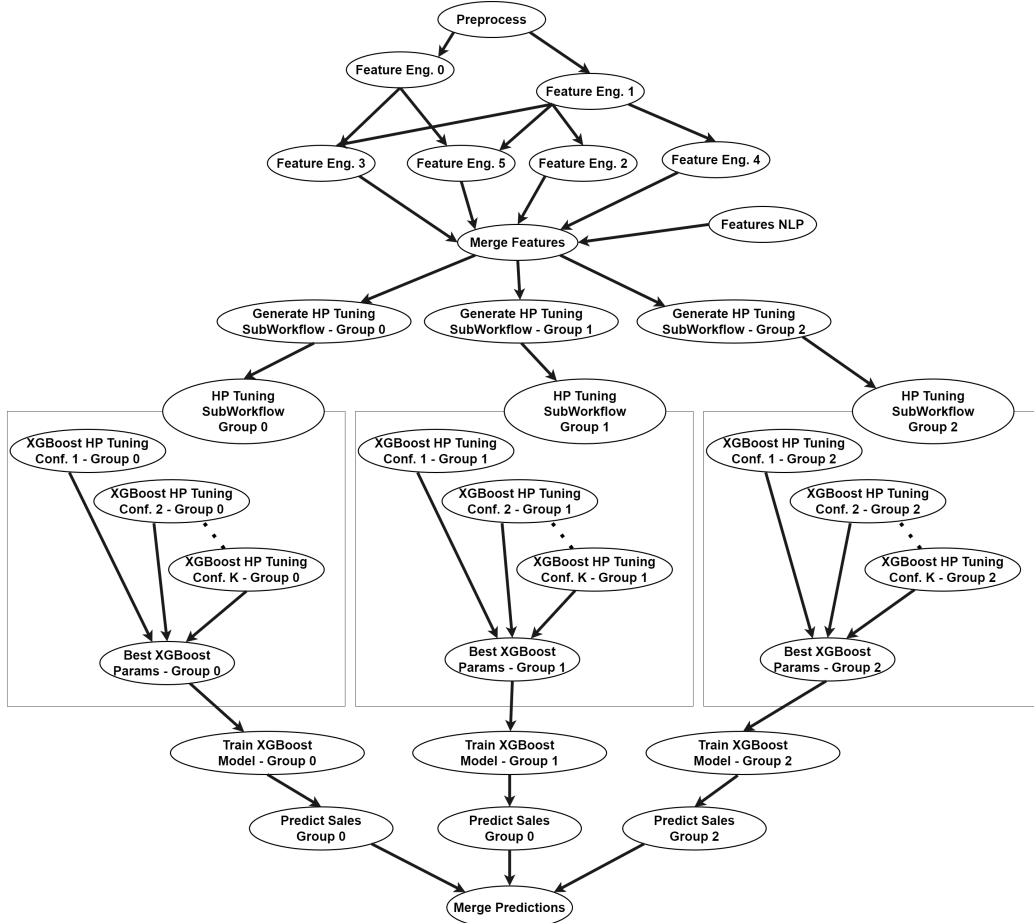 Preprocess
Feature Eng. 0
Feature Eng. 1
Feature Eng. 3
Feature Eng. 5
Feature Eng. 2
Feature Eng. 4
Features NLP
Merge Features
Generate HP Tuning
SubWorkflow - Group 0
Generate HP Tuning
SubWorkflow - Group 1
Generate HP Tuning
SubWorkflow - Group 2
HP Tuning
SubWorkflow
Group 0
HP Tuning
SubWorkflow
Group 1
HP Tuning
SubWorkflow
Group 2
XGBoost HP Tuning
Conf. 1 - Group 0
XGBoost HP Tuning
Conf. 2 - Group 0
XGBoost HP Tuning
Conf. K - Group 0
Best XGBoost
Params - Group 0
XGBoost HP Tuning
Conf. 1 - Group 1
XGBoost HP Tuning
Conf. 2 - Group 1
XGBoost HP Tuning
Conf. K - Group 1
Best XGBoost
Params - Group 1
XGBoost HP Tuning
Conf. 1 - Group 2
XGBoost HP Tuning
Conf. 2 - Group 2
XGBoost HP Tuning
Conf. K - Group 2
Best XGBoost
Params - Group 2
Train XGBoost
Model - Group 0
Train XGBoost
Model - Group 1
Train XGBoost
Model - Group 2
Predict Sales
Group 0
Predict Sales
Group 0
Predict Sales
Group 2
Merge Predictions